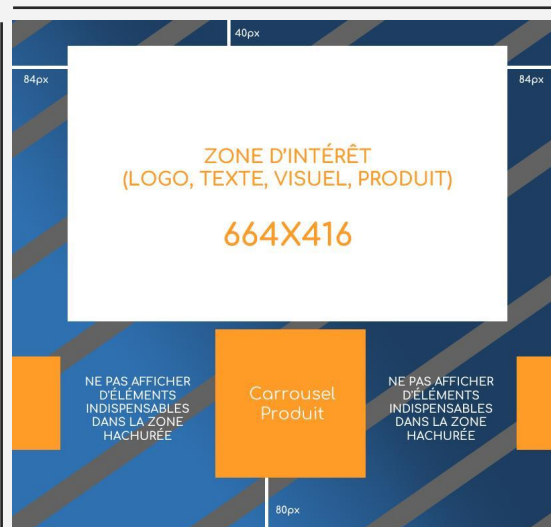 40px
84px
84px
ZONE D'INTÉRÊT
(LOGO, TEXTE, VISUEL, PRODUIT)
664X416
NE PAS AFFICHER
D'ÉLÉMENTS
INDISPENSABLES
DANS LA ZONE
HACHURÉE
Carrousel
Produit
NE PAS AFFICHER
D'ÉLÉMENTS
INDISPENSABLES
DANS LA ZONE
HACHURÉE
80px